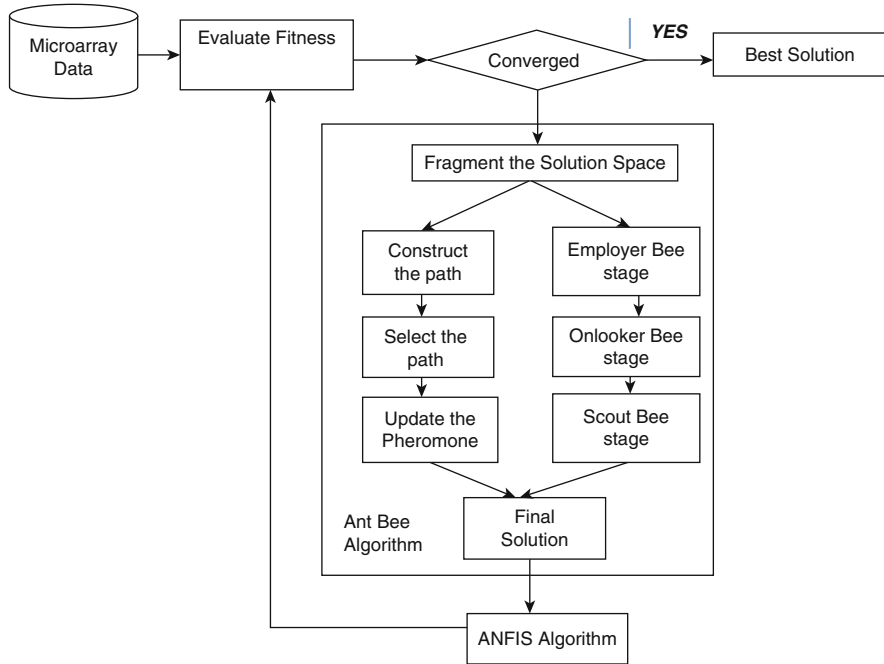 Microarray
Data
Evaluate Fitness
Converged
YES
Best Solution
Fragment the Solution Space
Construct
the path
Employer Bee
stage
Select the
path
Onlooker Bee
stage
Update the
Pheromone
Scout Bee
stage
Ant Bee
Algorithm
Final
Solution
ANFIS Algorithm